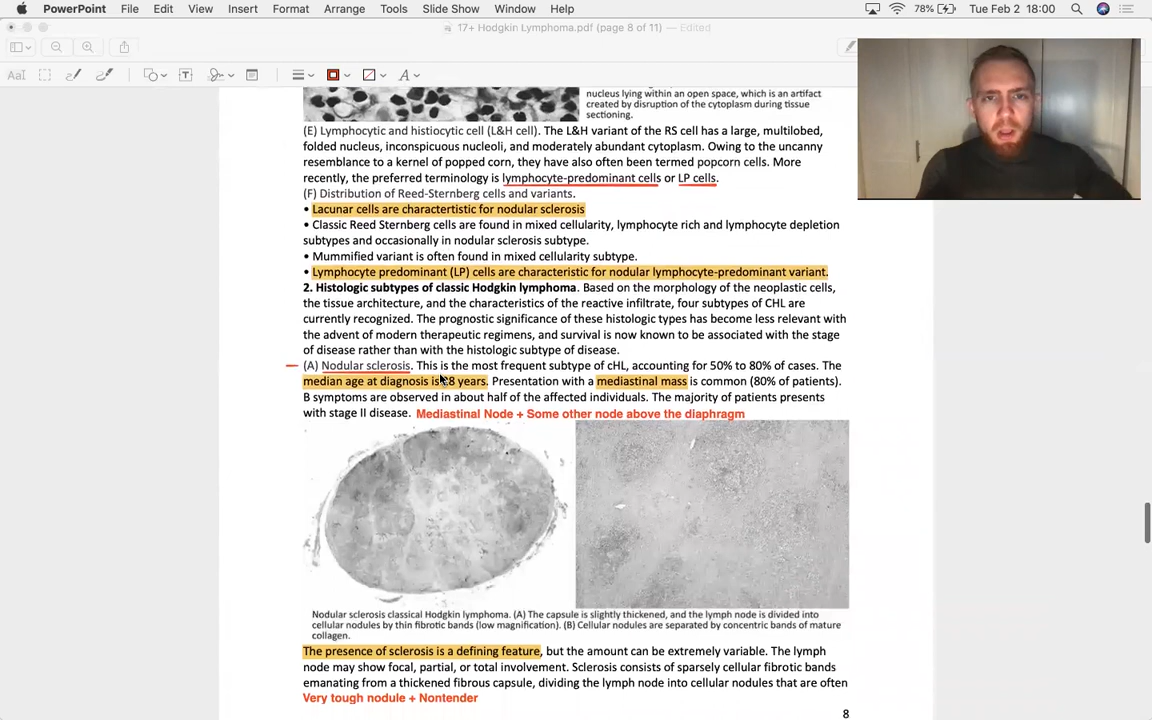 PowerPoint File Edit View Insert Format Arrange Tools Slide Show Window Help 78% Tue Feb 2 18:00
17+ Hodgkin Lymphoma.pdf (page 8 of 11) — Edited
nucleus lying within an open space, which is an artifact
created by disruption of the cytoplasm during tissue
sectioning.
(E) Lymphocytic and histiocytic cell (L&H cell). The L&H variant of the RS cell has a large, multilobed,
folded nucleus, inconspicuous nucleoli, and moderately abundant cytoplasm. Owing to the uncanny
resemblance to a kernel of popped corn, they have also often been termed popcorn cells. More
recently, the preferred terminology is lymphocyte-predominant cells or LP cells.
(F) Distribution of Reed-Sternberg cells and variants.
• Lacunar cells are charactertistic for nodular sclerosis
• Classic Reed Sternberg cells are found in mixed cellularity, lymphocyte rich and lymphocyte depletion
subtypes and occasionally in nodular sclerosis subtype.
• Mummified variant is often found in mixed cellularity subtype.
• Lymphocyte predominant (LP) cells are characteristic for nodular lymphocyte-predominant variant.
2. Histologic subtypes of classic Hodgkin lymphoma. Based on the morphology of the neoplastic cells,
the tissue architecture, and the characteristics of the reactive infiltrate, four subtypes of CHL are
currently recognized. The prognostic significance of these histologic types has become less relevant with
the advent of modern therapeutic regimens, and survival is now known to be associated with the stage
of disease rather than with the histologic subtype of disease.
(A) Nodular sclerosis. This is the most frequent subtype of cHL, accounting for 50% to 80% of cases. The
median age at diagnosis is 28 years. Presentation with a mediastinal mass is common (80% of patients).
B symptoms are observed in about half of the affected individuals. The majority of patients presents
with stage II disease. Mediastinal Node + Some other node above the diaphragm
Nodular sclerosis classical Hodgkin lymphoma. (A) The capsule is slightly thickened, and the lymph node is divided into
cellular nodules by thin fibrotic bands (low magnification). (B) Cellular nodules are separated by concentric bands of mature
collagen.
The presence of sclerosis is a defining feature, but the amount can be extremely variable. The lymph
node may show focal, partial, or total involvement. Sclerosis consists of sparsely cellular fibrotic bands
emanating from a thickened fibrous capsule, dividing the lymph node into cellular nodules that are often
Very tough nodule + Nontender
8